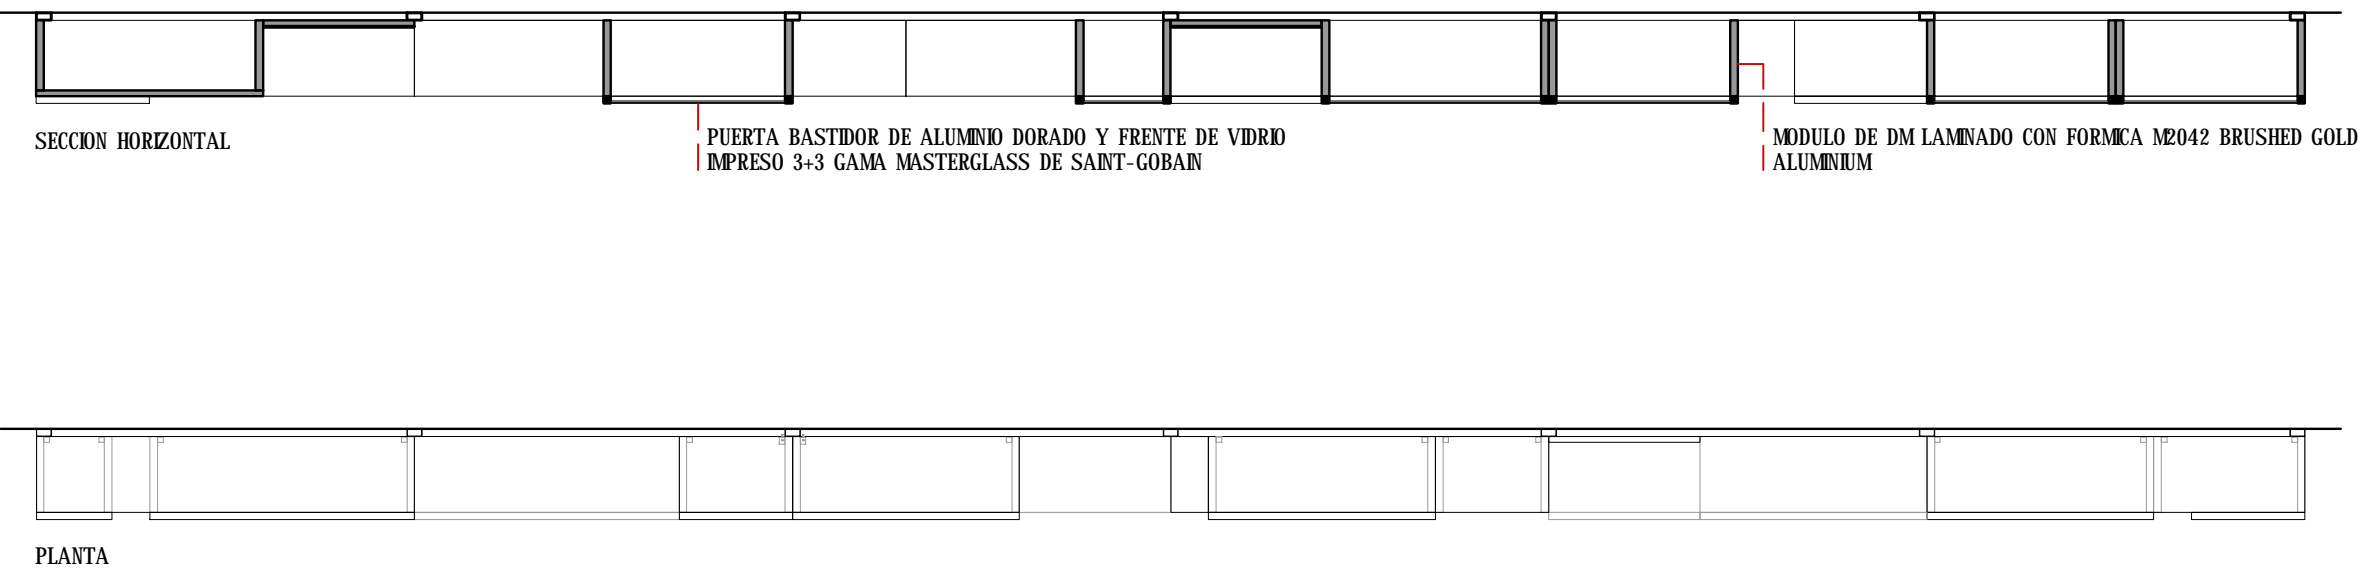 SECCION HORIZONTAL
PUERTA BASTIDOR DE ALUMINIO DORADO Y FRENTE DE VIDRIO
IMPRESO 3+3 GAMA MASTERGLASS DE SAINT-GOBAIN
MODULO DE DM LAMINADO CON FORMICA M2042 BRUSHED GOLD
ALUMINIUM
PLANTA